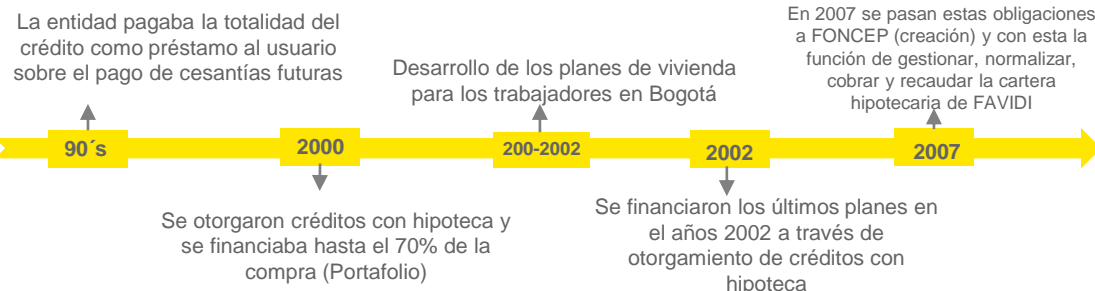 La entidad pagaba la totalidad del
crédito como préstamo al usuario
sobre el pago de cesantías futuras
90´s
2000
Se otorgaron créditos con hipoteca y
se financiaba hasta el 70% de la
compra (Portafolio)
Desarrollo de los planes de vivienda
para los trabajadores en Bogotá
200-2002
2002
Se financiaron los últimos planes en
el años 2002 a través de
otorgamiento de créditos con
hipoteca
En 2007 se pasan estas obligaciones
a FONCEP (creación) y con esta la
función de gestionar, normalizar,
cobrar y recaudar la cartera
hipotecaria de FAVIDI
2007